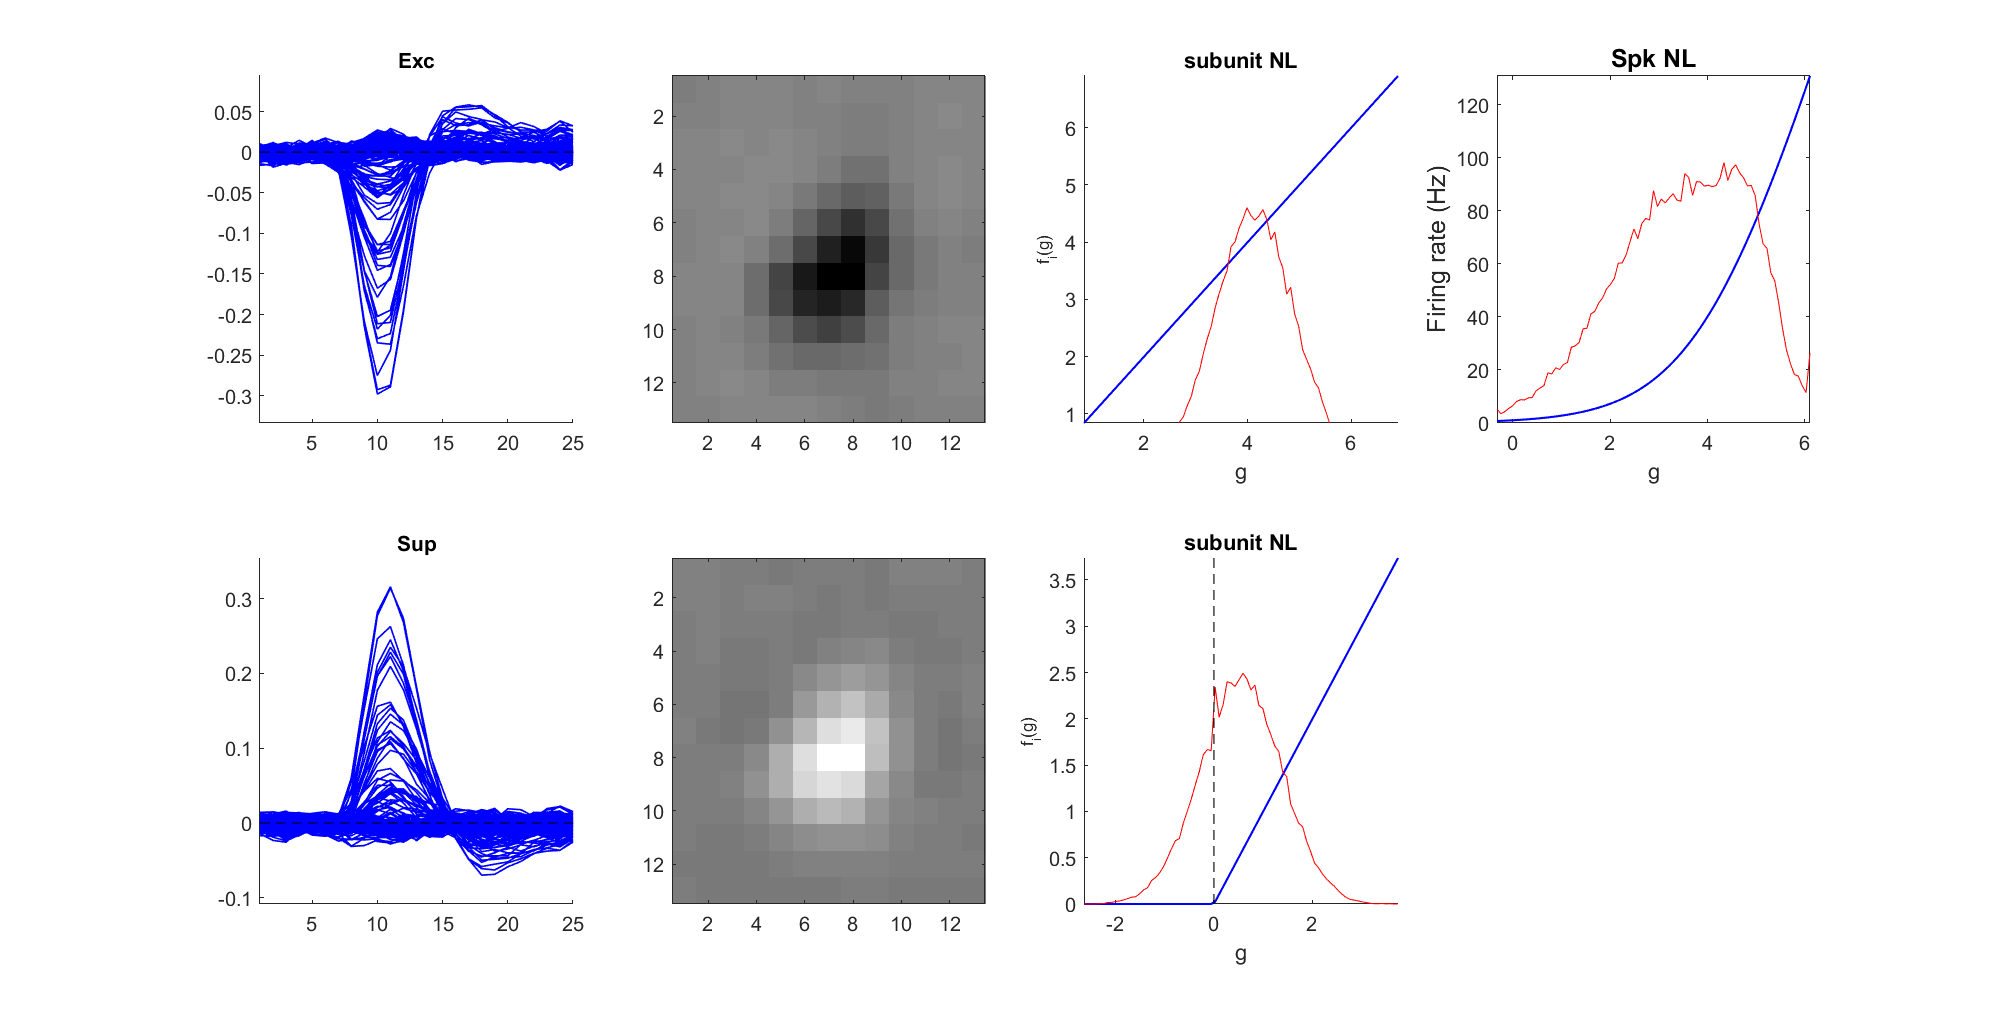 Exc
0.05
0
-0.05
-0.1
-0.15
-0.2
-0.25
-0.3
5 10 15 20 25
2
4
6
8
10
12
2 4 6 8 10 12
subunit NL
6
5
4
3
2
1
f_i(g)
2 4 6
g
Spk NL
120
100
80
60
40
20
0
Firing rate (Hz)
0 2 4 6
g
Sup
0.3
0.2
0.1
0
-0.1
5 10 15 20 25
2
4
6
8
10
12
2 4 6 8 10 12
subunit NL
3.5
3
2.5
2
1.5
1
0.5
0
f_i(g)
-2 0 2
g